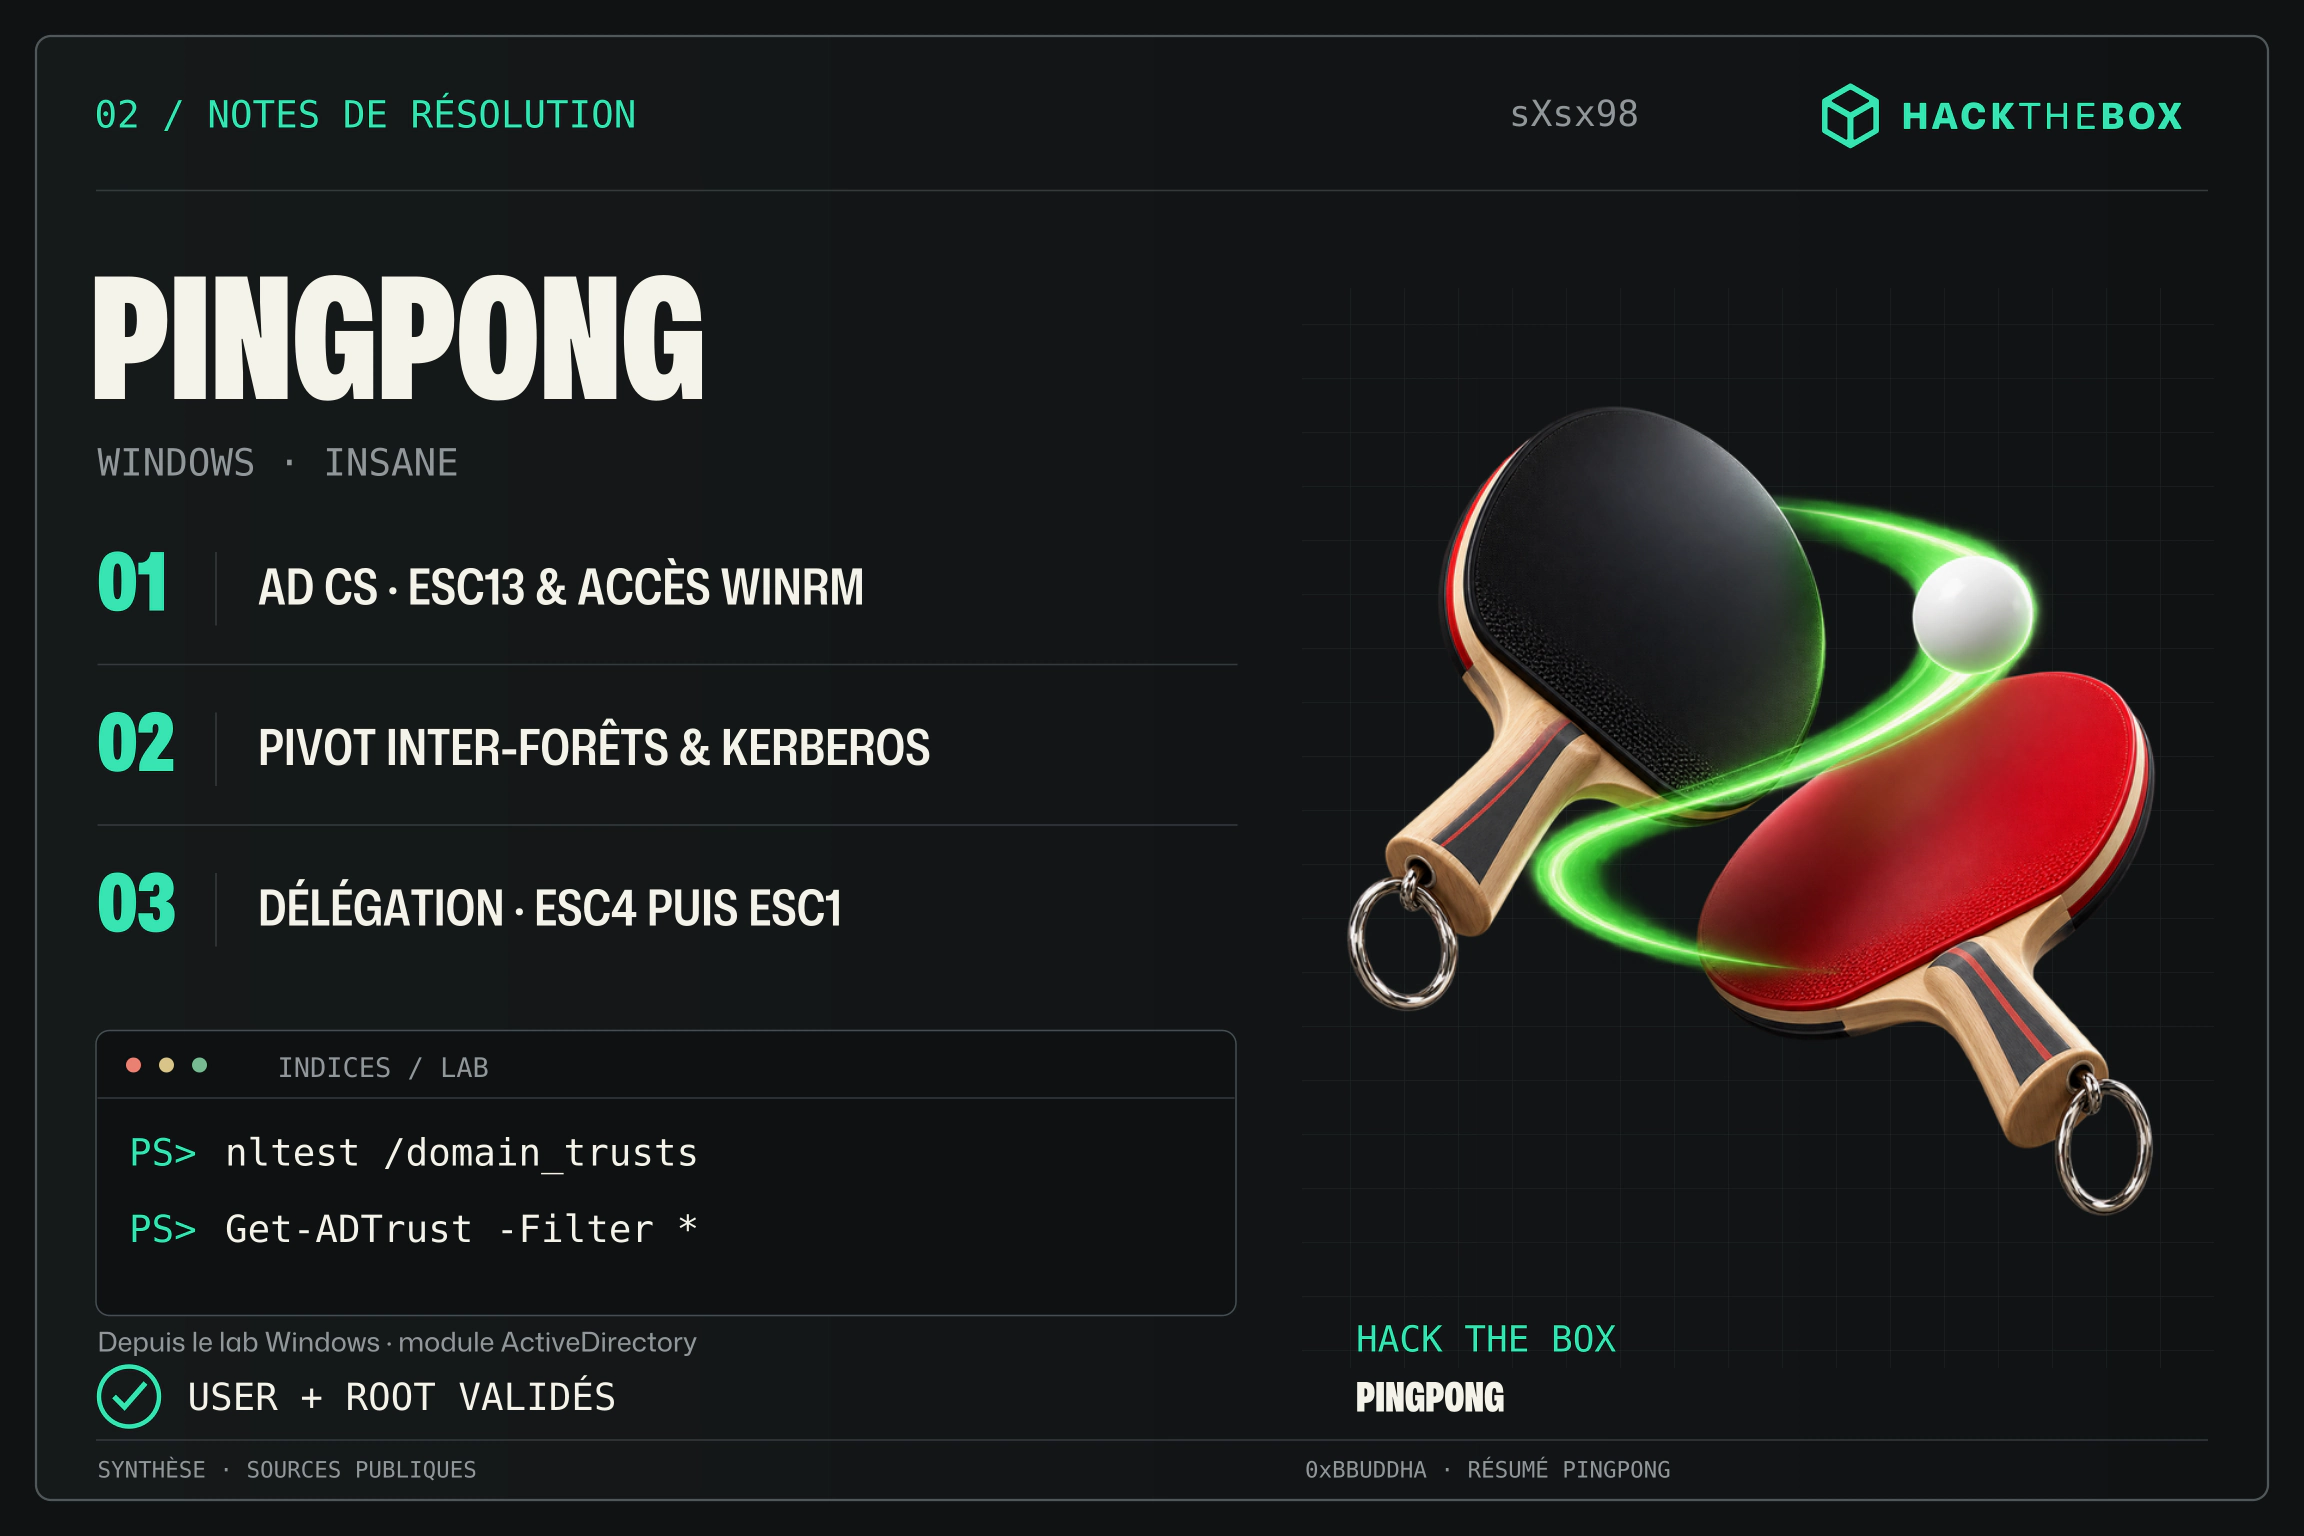 02 / NOTES DE RÉSOLUTION
sXsx98
HACKTHEBOX
PINGPONG
WINDOWS · INSANE
01 AD CS · ESC13 & ACCÈS WINRM
02 PIVOT INTER-FORÊTS & KERBEROS
03 DÉLÉGATION · ESC4 PUIS ESC1
INDICES / LAB
PS> nltest /domain_trusts
PS> Get-ADTrust -Filter *
Depuis le lab Windows · module ActiveDirectory
USER + ROOT VALIDÉS
HACK THE BOX
PINGPONG
SYNTHÈSE · SOURCES PUBLIQUES
0xBBUDDHA · RÉSUMÉ PINGPONG